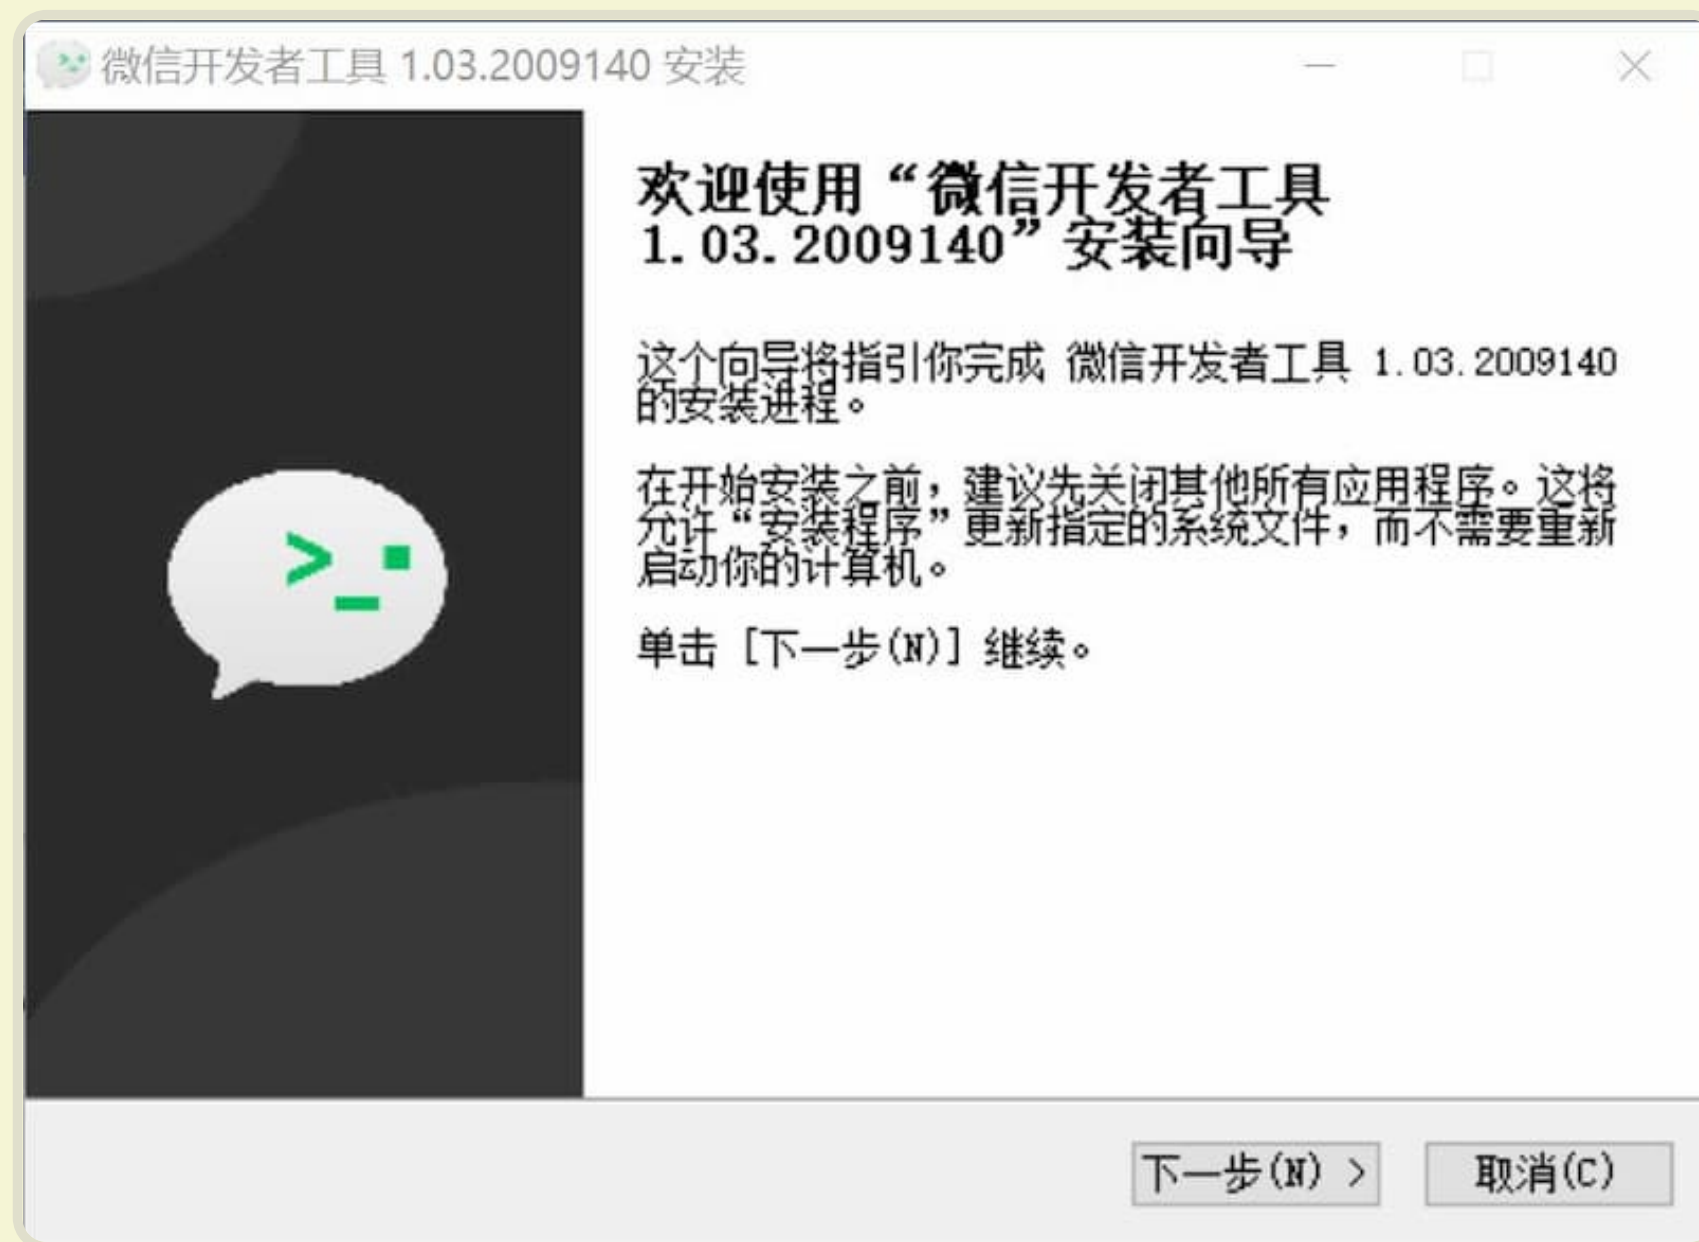 微信开发者工具 1.03.2009140 安装
欢迎使用“微信开发者工具
1.03.2009140”安装向导
这个向导将指引你完成 微信开发者工具 1.03.2009140
的安装进程。
在开始安装之前，建议先关闭其他所有应用程序。这将
允许“安装程序”更新指定的系统文件，而不需要重新
启动你的计算机。
单击 [下一步(N)] 继续。
下一步(N) >
取消(C)